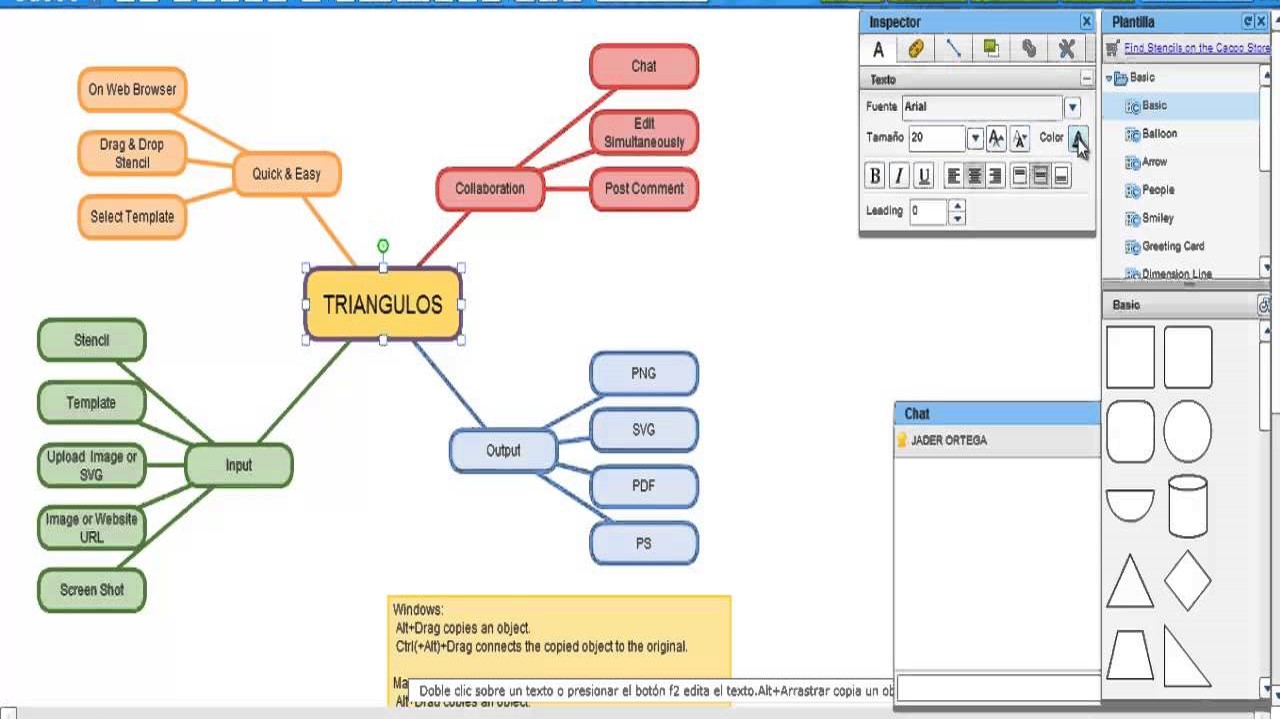 On Web Browser
Drag & Drop
Stencil
Select Template
Quick & Easy
Chat
Edit
Simultaneously
Post Comment
Collaboration
TRIANGULOS
Stencil
Template
Upload Image or
SVG
Image or Website
URL
Screen Shot
Input
Output
PNG
SVG
PDF
PS
Windows:
Alt+Drag copies an object.
Ctrl(+Alt)+Drag connects the copied object to the original.
Ma
Alt+Drag copies an object.
Doble clic sobre un texto o presionar el botón f2 edita el texto.Alt+Arrastrar copia un ob
Inspector
A
Texto
Fuente Arial
Tamaño 20 A A Color A
B I U
Leading 0
Chat
JADER ORTEGA
Plantilla
Find Stencils on the Cacoo Store
Basic
Basic
Balloon
Arrow
People
Smiley
Greeting Card
Dimension Line
Basic